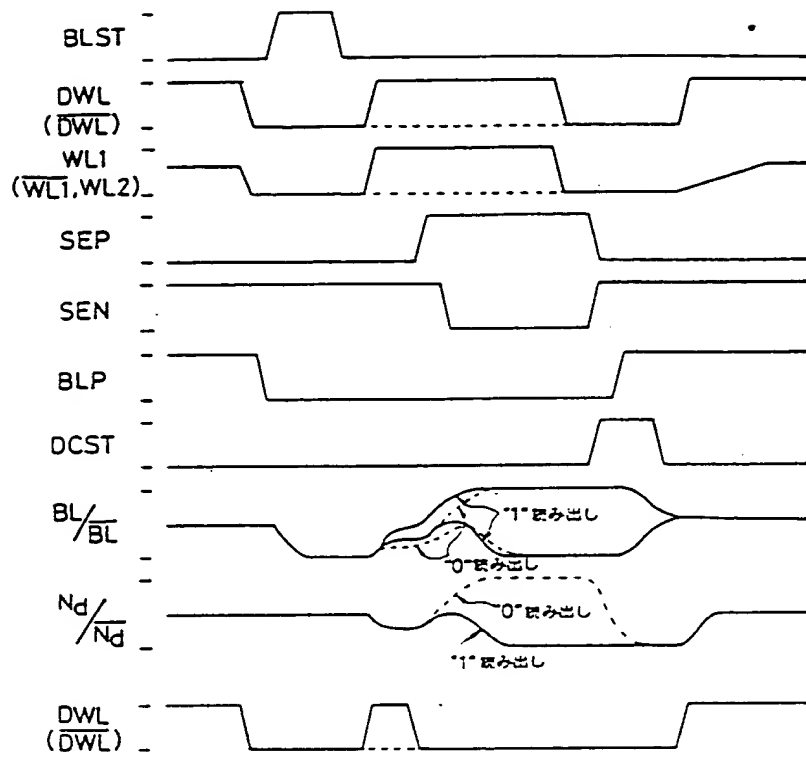 BLST
DWL
(DWL)
WL1
(WL1,WL2)
SEP
SEN
BLP
DCST
BL/BL
"1"読み出し
"0"読み出し
Nd/Nd
"0"読み出し
"1"読み出し
DWL
(DWL)